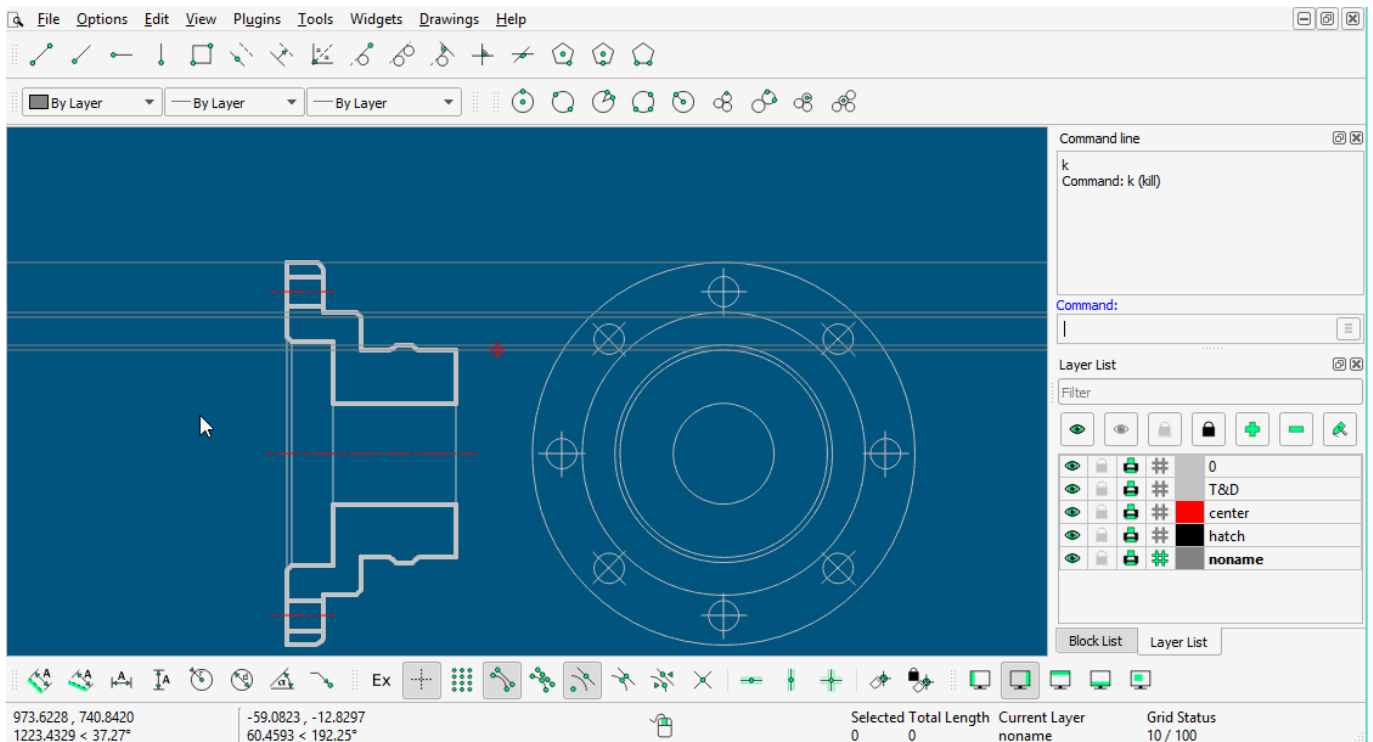 File Options Edit View Plugins Tools Widgets Drawings Help
By Layer By Layer By Layer
Command line
k
Command: k (kill)
Command:
Layer List
Filter
0
T&D
center
hatch
noname
Block List Layer List
Ex
973.6228 , 740.8420 -59.0823 , -12.8297 Selected Total Length Current Layer Grid Status
1223.4329 < 37.27° 60.4593 < 192.25° 0 0 noname 10 / 100